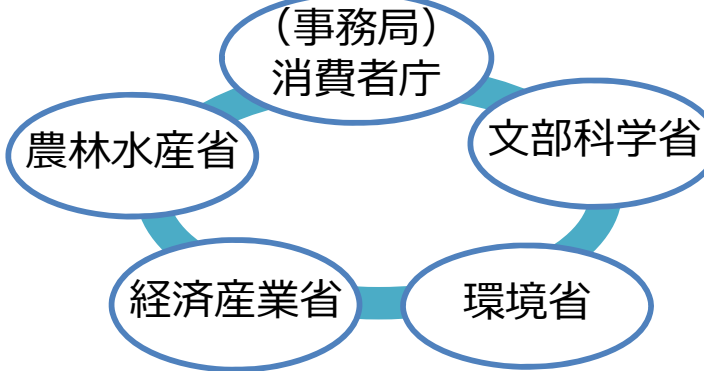 （事務局）
消費者庁
農林水産省
文部科学省
経済産業省
環境省